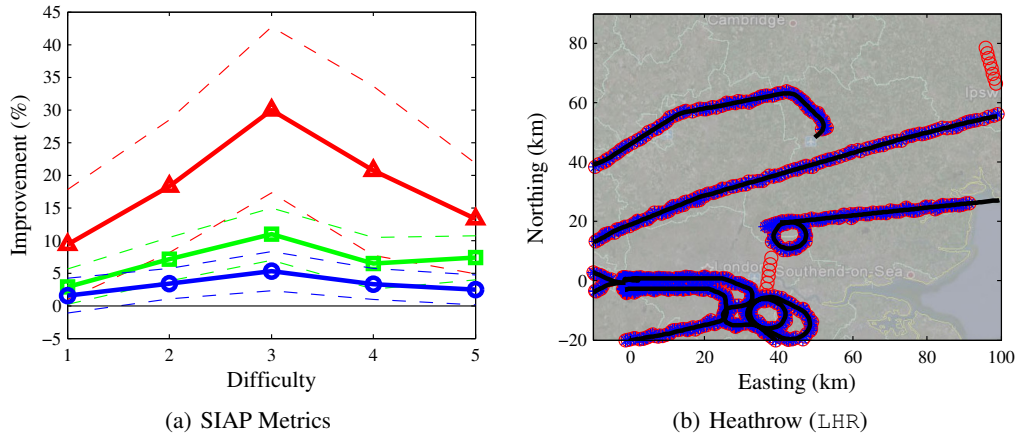 45
40
35
30
25
20
15
10
5
0
−5
1 2 3 4 5
Improvement (%)
Difficulty
(a) SIAP Metrics
80
60
40
20
0
−20
0 20 40 60 80 100
Northing (km)
Easting (km)
Cambridge
Ipsw
London
Southend-on-Sea
(b) Heathrow (LHR)